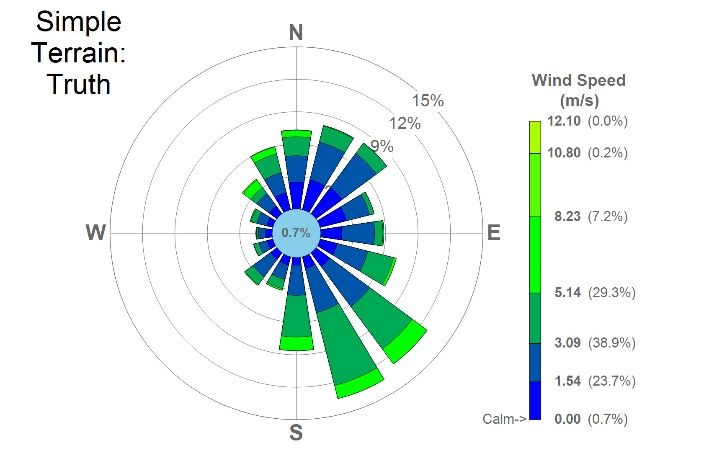 Simple
Terrain:
Truth
N
15%
12%
9%
W
0.7%
E
S
Wind Speed
(m/s)
12.10 (0.0%)
10.80 (0.2%)
8.23 (7.2%)
5.14 (29.3%)
3.09 (38.9%)
1.54 (23.7%)
Calm-> 0.00 (0.7%)